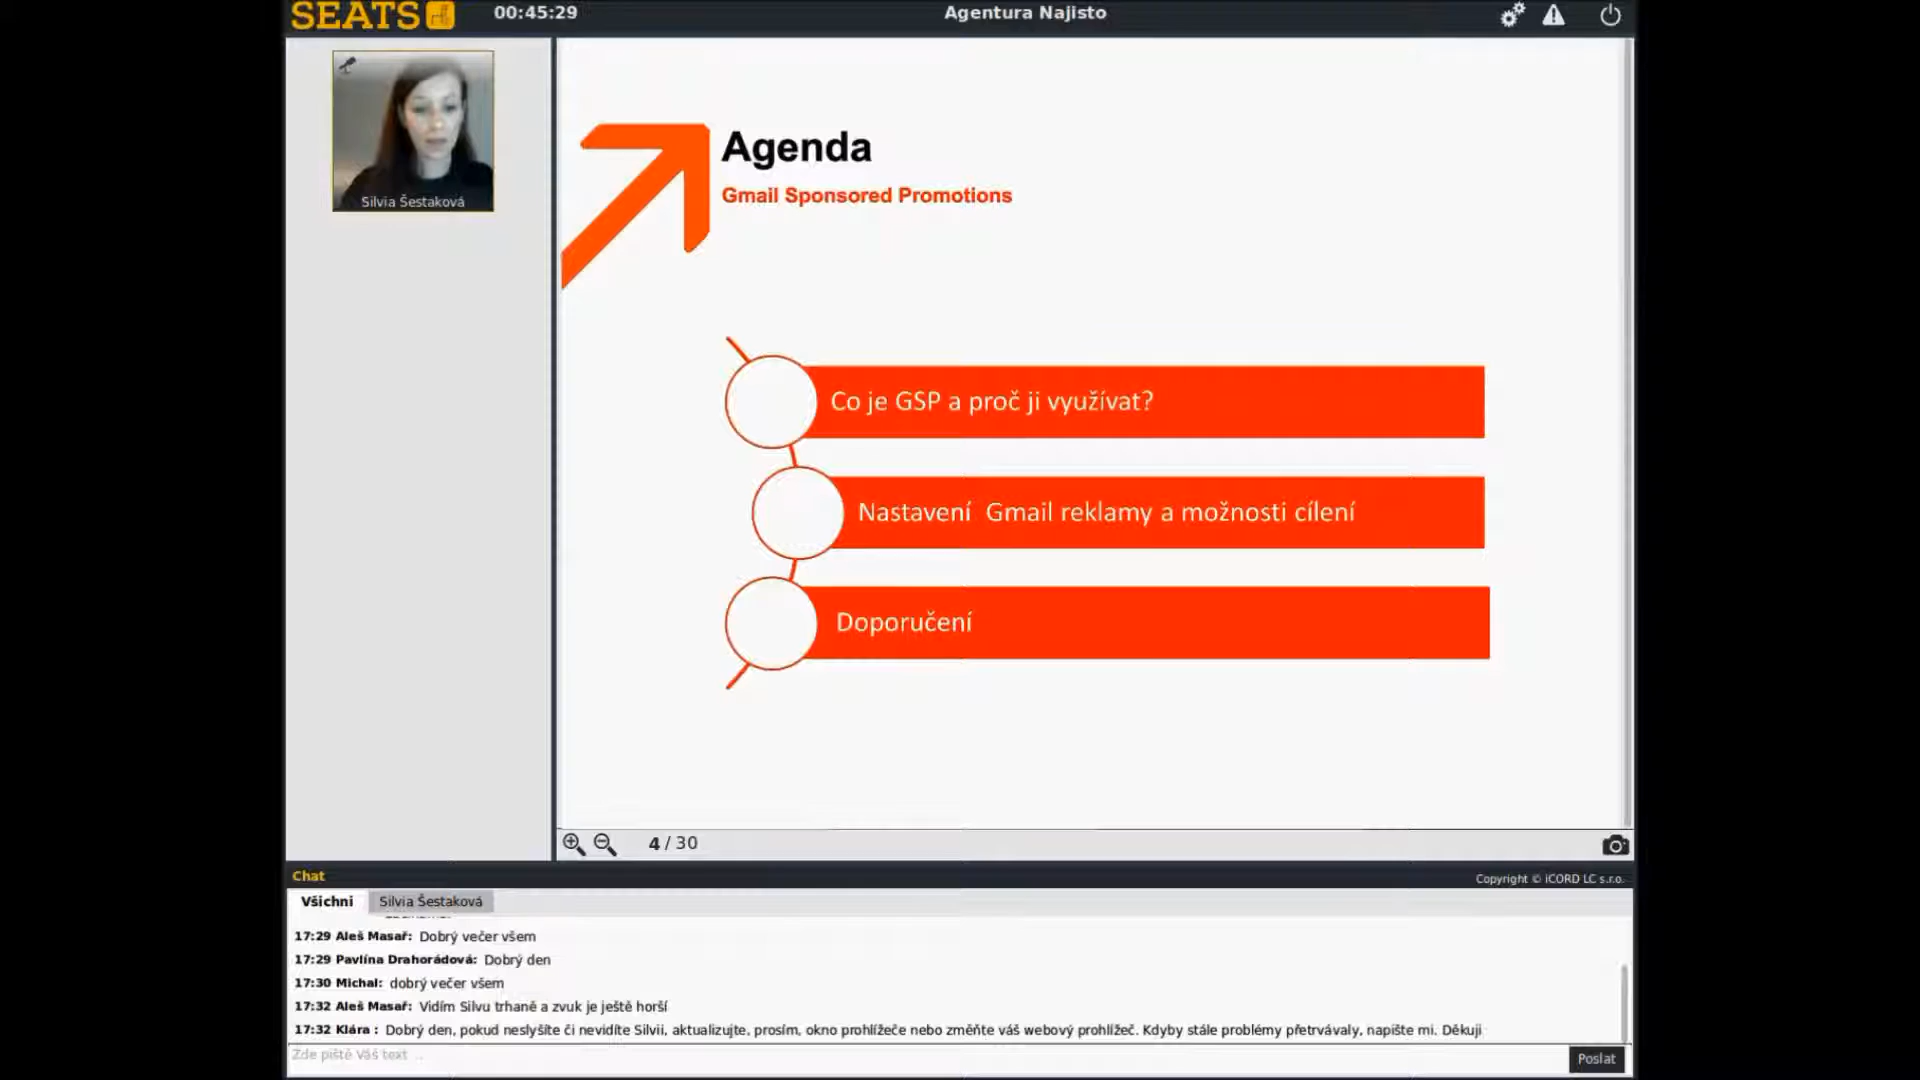 SEATS
00:45:29
Agentura Najisto
Silvia Šestaková
Agenda
Gmail Sponsored Promotions
Co je GSP a proč ji využívat?
Nastavení  Gmail reklamy a možnosti cílení
Doporučení
4 / 30
Chat
Copyright © iCORD LC s.r.o.
Všichni
Silvia Šestaková
17:29 Aleš Masař: Dobrý večer všem
17:29 Pavlína Drahorádová: Dobrý den
17:30 Michal: dobrý večer všem
17:32 Aleš Masař: Vidím Silvu trhaně a zvuk je ještě horší
17:32 Klára : Dobrý den, pokud neslyšíte či nevidíte Silvii, aktualizujte, prosím, okno prohlížeče nebo změňte váš webový prohlížeč. Kdyby stále problémy přetrvávaly, napište mi. Děkuji
Zde piště Váš text ...
Poslat